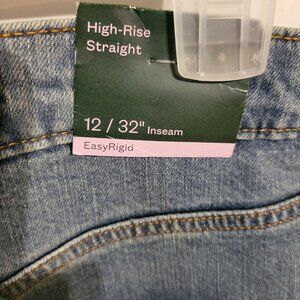 High-Rise
Straight
12 / 32" Inseam
EasyRigid